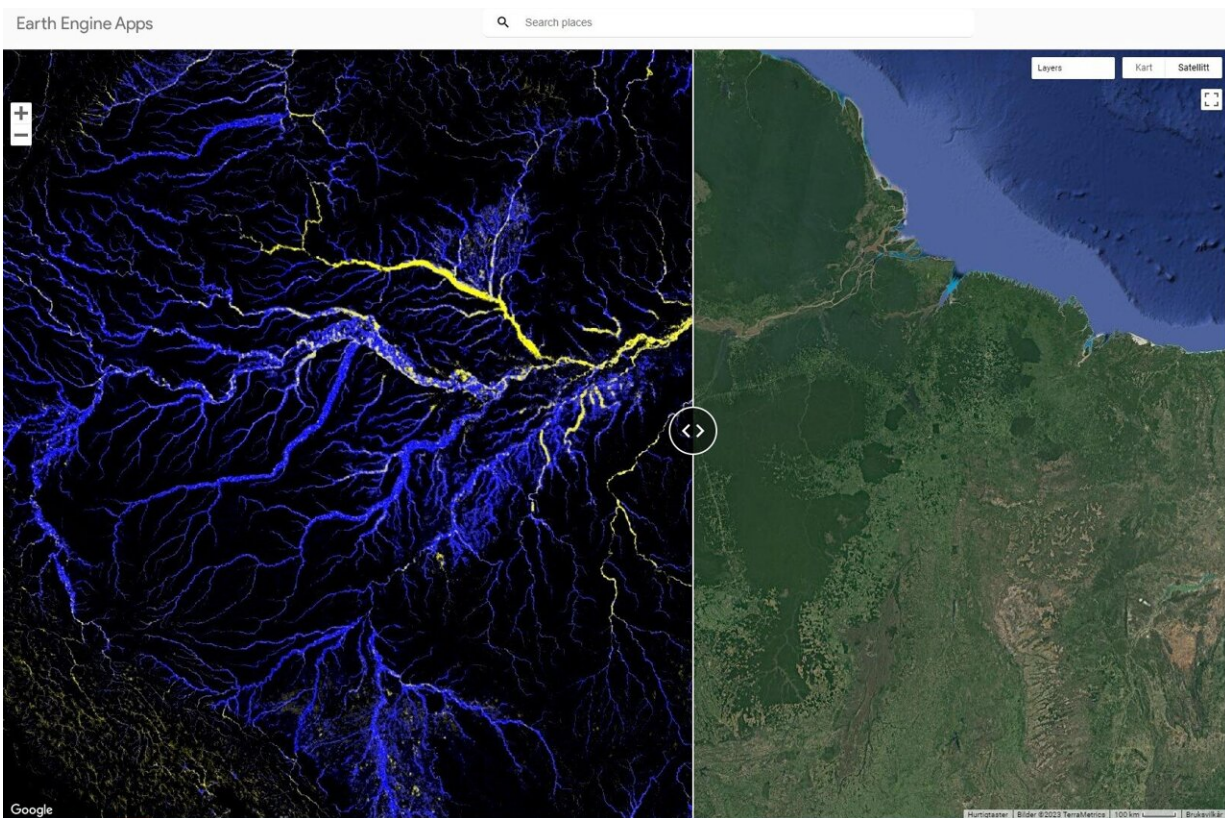 Earth Engine Apps
Search places
Layers
Kart Satellitt
Google
Hurtigtaster Bilder ©2023 TerraMetrics 100 km Bruksvilkår